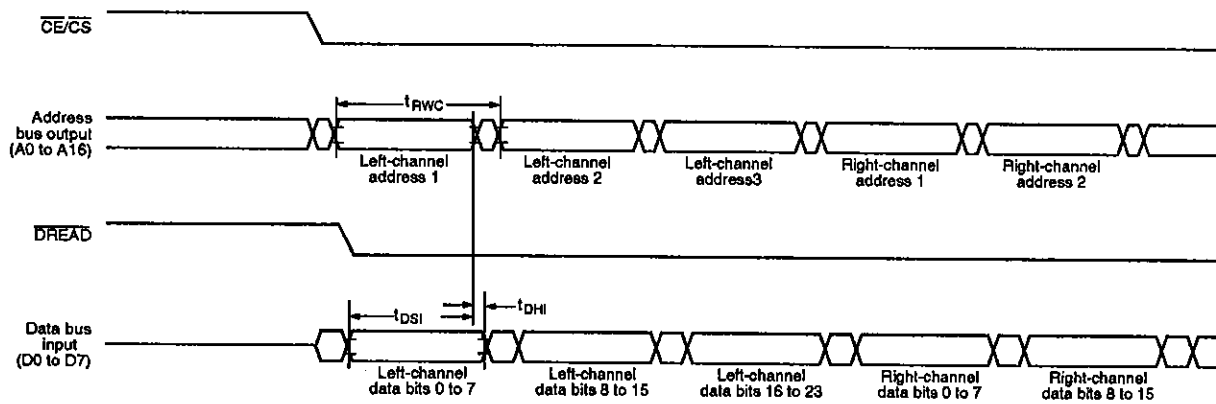 CE/CS
tRWC
Address
bus output
(A0 to A16)
Left-channel
address 1
Left-channel
address 2
Left-channel
address3
Right-channel
address 1
Right-channel
address 2
DREAD
tDSI
tDHI
Data bus
input
(D0 to D7)
Left-channel
data bits 0 to 7
Left-channel
data bits 8 to 15
Left-channel
data bits 16 to 23
Right-channel
data bits 0 to 7
Right-channel
data bits 8 to 15